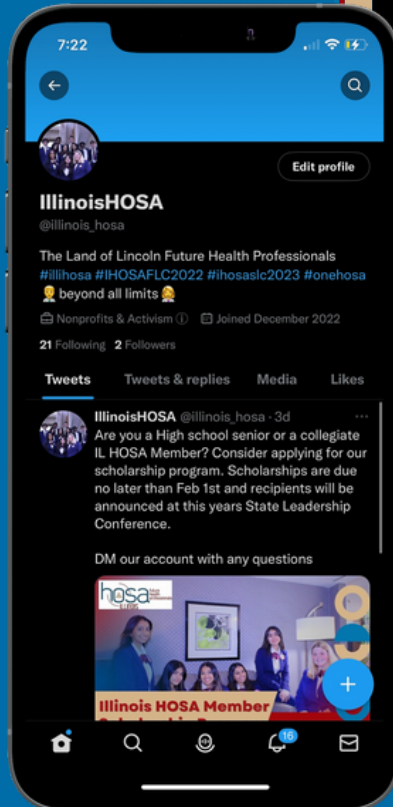 7:22
Edit profile
IllinoisHOSA
@illinois_hosa
The Land of Lincoln Future Health Professionals
#illihosa #IHOSAFLC2022 #ihosaslc2023 #onehosa
beyond all limits
Nonprofits & Activism Joined December 2022
21 Following 2 Followers
Tweets Tweets & replies Media Likes
IllinoisHOSA @illinois_hosa · 3d
Are you a High school senior or a collegiate
IL HOSA Member? Consider applying for our
scholarship program. Scholarships are due
no later than Feb 1st and recipients will be
announced at this years State Leadership
Conference.
DM our account with any questions
hosa
ILLINOIS
Illinois HOSA Member
16